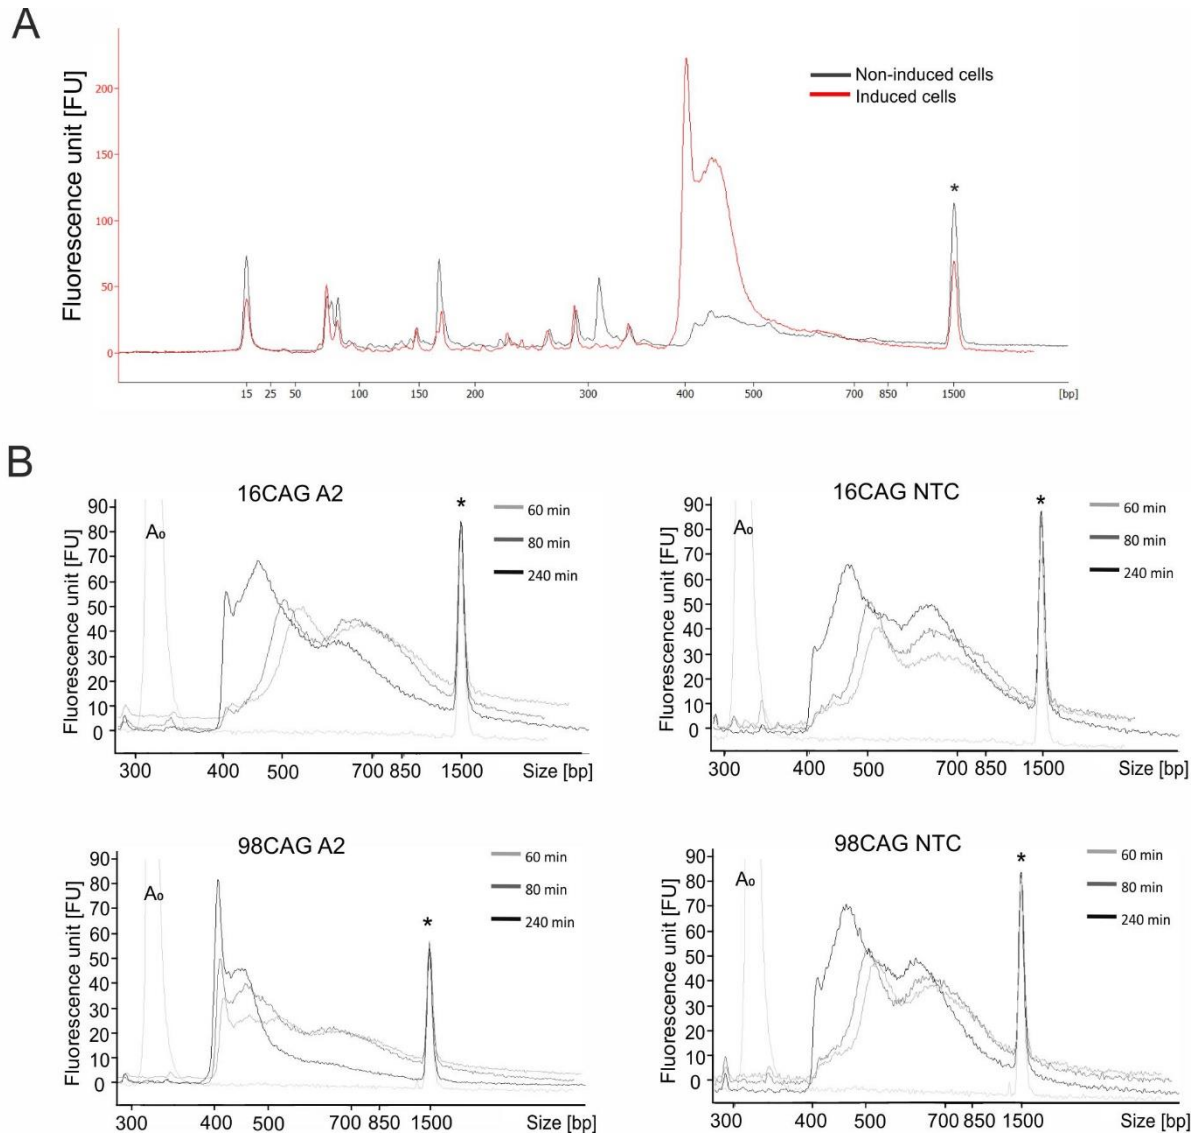 A
Fluorescence unit [FU]
200
150
100
50
0
Non-induced cells
Induced cells
*
15 25 50 100 150 200 300 400 500 700 850 1500 [bp]
B
16CAG A2
Fluorescence unit [FU]
90
80
70
60
50
40
30
20
10
0
A0
*
60 min
80 min
240 min
300 400 500 700 850 1500 Size [bp]
16CAG NTC
Fluorescence unit [FU]
90
80
70
60
50
40
30
20
10
0
A0
*
60 min
80 min
240 min
300 400 500 700 850 1500 Size [bp]
98CAG A2
Fluorescence unit [FU]
90
80
70
60
50
40
30
20
10
0
A0
*
60 min
80 min
240 min
300 400 500 700 850 1500 Size [bp]
98CAG NTC
Fluorescence unit [FU]
90
80
70
60
50
40
30
20
10
0
A0
*
60 min
80 min
240 min
300 400 500 700 850 1500 Size [bp]